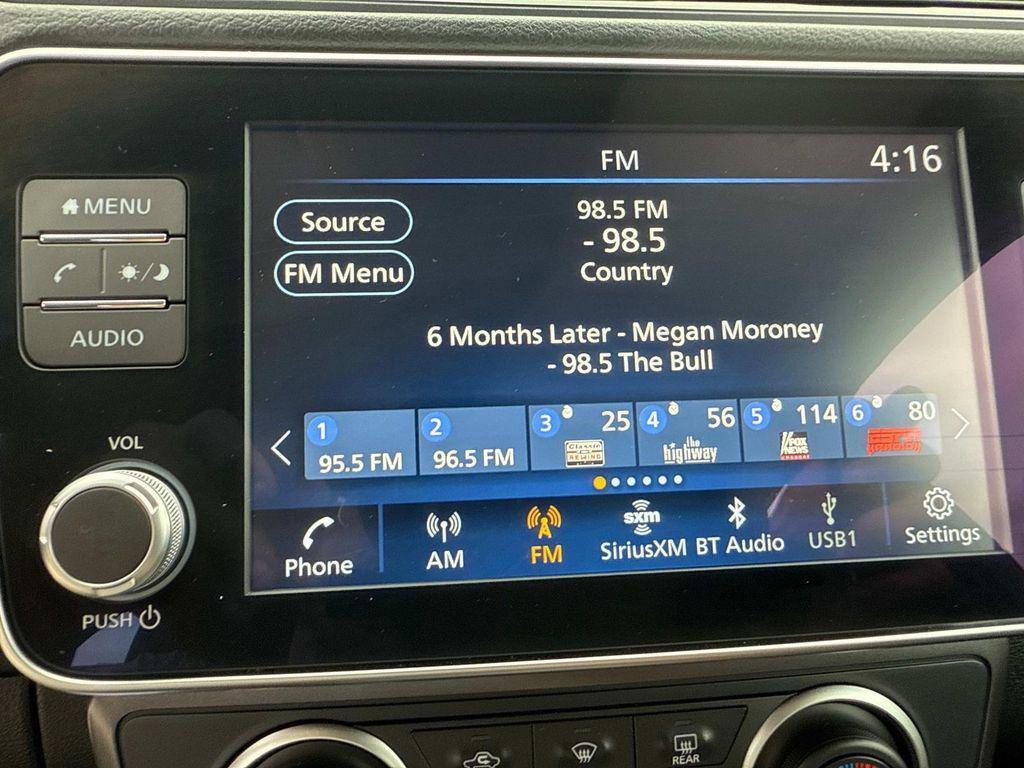 MENU
AUDIO
VOL
PUSH
FM
4:16
Source
98.5 FM
- 98.5
FM Menu
Country
6 Months Later - Megan Moroney
- 98.5 The Bull
1
95.5 FM
2
96.5 FM
3
25
Classic
REWIND
4
56
the
highway
5
114
FOX
NEWS
CHANNEL
6
80
ESPN
RADIO
Phone
AM
FM
sxm
SiriusXM
BT Audio
USB1
Settings
REAR